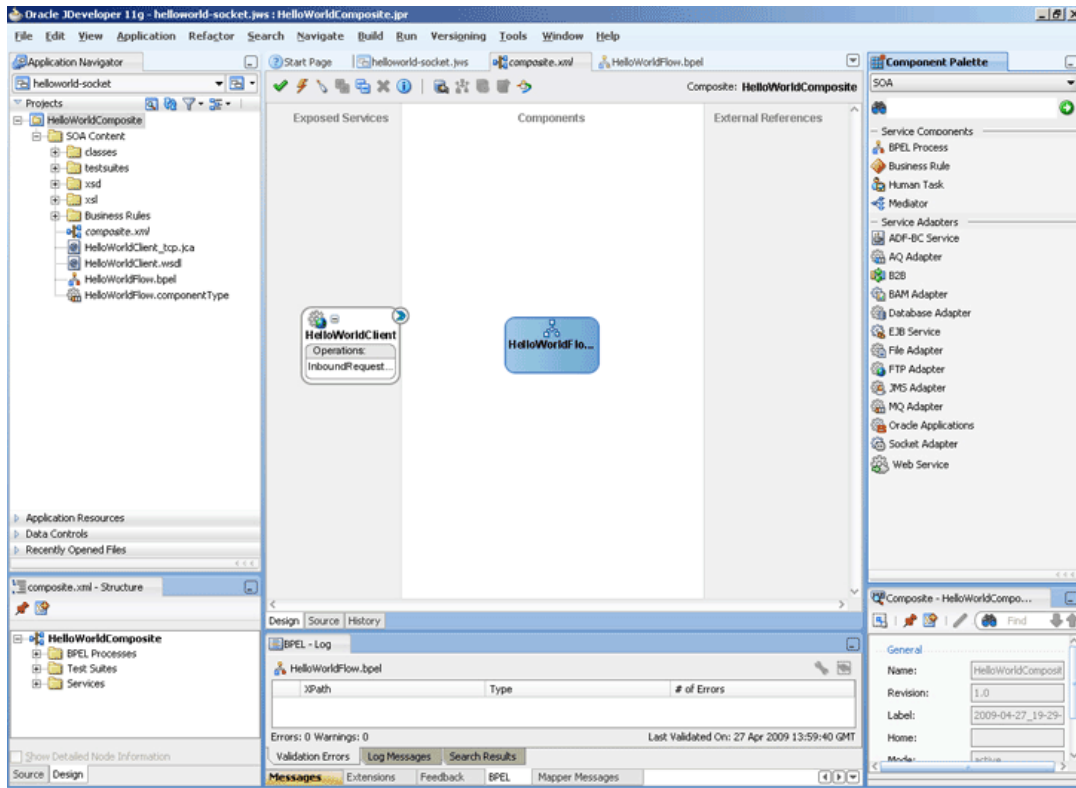 Oracle JDeveloper 11g - helloworld-socket.jws : HelloWorldComposite.jpr
File Edit View Application Refactor Search Navigate Build Run Versioning Tools Window Help
Application Navigator
helloworld-socket
Projects
HelloWorldComposite
SOA Content
classes
testsuites
xsd
xsl
Business Rules
composite.xml
HelloWorldClient_tcp.jca
HelloWorldClient.wsdl
HelloWorldFlow.bpel
HelloWorldFlow.componentType
Application Resources
Data Controls
Recently Opened Files
composite.xml - Structure
HelloWorldComposite
BPEL Processes
Test Suites
Services
Show Detailed Node Information
Source Design
Start Page helloworld-socket.jws composite.xml HelloWorldFlow.bpel
Composite: HelloWorldComposite
Exposed Services Components External References
HelloWorldClient
Operations:
InboundRequest...
HelloWorldFlo...
Design Source History
BPEL - Log
HelloWorldFlow.bpel
XPath Type # of Errors
Errors: 0 Warnings: 0 Last Validated On: 27 Apr 2009 13:59:40 GMT
Validation Errors Log Messages Search Results
Messages Extensions Feedback BPEL Mapper Messages
Component Palette
SOA
Service Components
BPEL Process
Business Rule
Human Task
Mediator
Service Adapters
ADF-BC Service
AQ Adapter
B2B
BAM Adapter
Database Adapter
EJB Service
File Adapter
FTP Adapter
JMS Adapter
MQ Adapter
Oracle Applications
Socket Adapter
Web Service
Composite - HelloWorldCompo...
Find
General
Name: HelloWorldComposit
Revision: 1.0
Label: 2009-04-27_19-29-
Home:
Mode: active